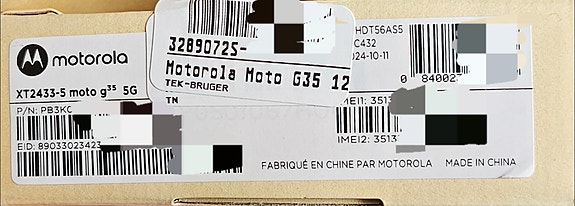 motorola
XT2433-5 moto g³⁵ 5G
P/N: PB3KC
EID: 89033023423
32890725-
Motorola Moto G35 12
TEK-BRUGER
TN
HDT56AS5
C432
024-10-11
0 84002
IMEI1: 3513
IMEI2: 3513
FABRIQUÉ EN CHINE PAR MOTOROLA MADE IN CHINA